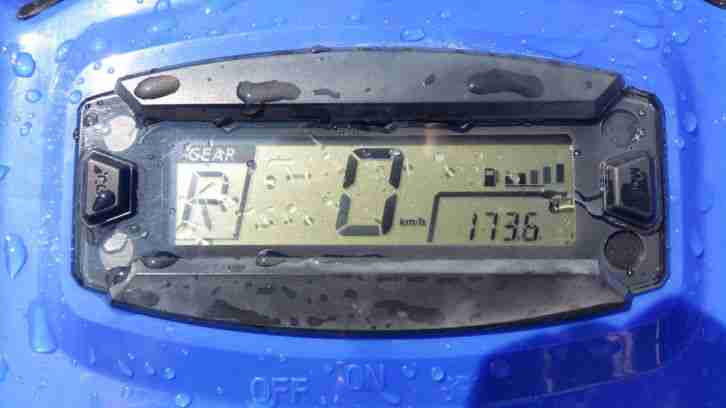 GEAR
R
0
km/h
173.6
OFF ON